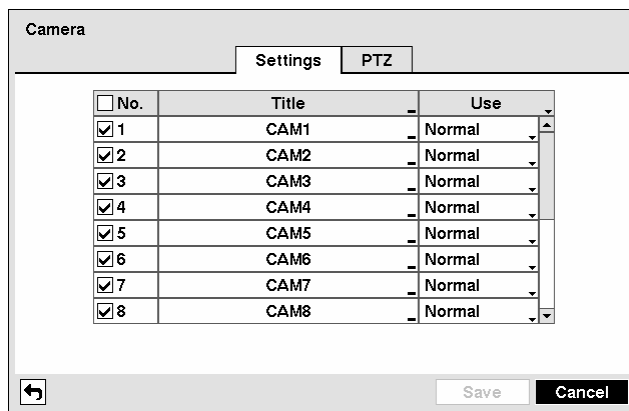 Camera
Settings PTZ
No. Title Use
1 CAM1 Normal
2 CAM2 Normal
3 CAM3 Normal
4 CAM4 Normal
5 CAM5 Normal
6 CAM6 Normal
7 CAM7 Normal
8 CAM8 Normal
Save Cancel